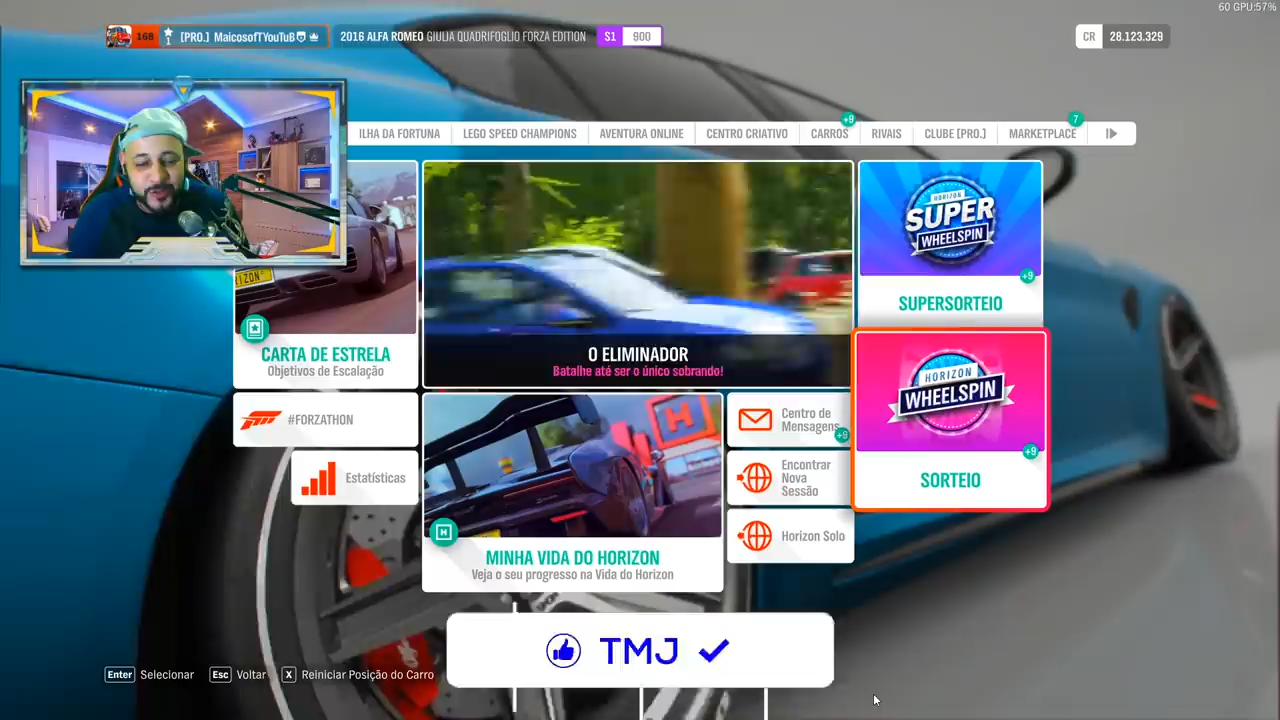 60 GPU:57%
168 [PRO.] MaicosofTYouTuB
2016 ALFA ROMEO GIULIA QUADRIFOGLIO FORZA EDITION
S1 900
CR 28.123.329
ILHA DA FORTUNA
LEGO SPEED CHAMPIONS
AVENTURA ONLINE
CENTRO CRIATIVO
CARROS
+9
RIVAIS
CLUBE [PRO.]
MARKETPLACE
7
CARTA DE ESTRELA
Objetivos de Escalação
#FORZATHON
Estatísticas
O ELIMINADOR
Batalhe até ser o único sobrando!
H
MINHA VIDA DO HORIZON
Veja o seu progresso na Vida do Horizon
Centro de
Mensagens
+9
Encontrar
Nova
Sessão
Horizon Solo
HORIZON
SUPER
WHEELSPIN
+9
SUPERSORTEIO
HORIZON
WHEELSPIN
+9
SORTEIO
TMJ
Enter Selecionar
Esc Voltar
X Reiniciar Posição do Carro